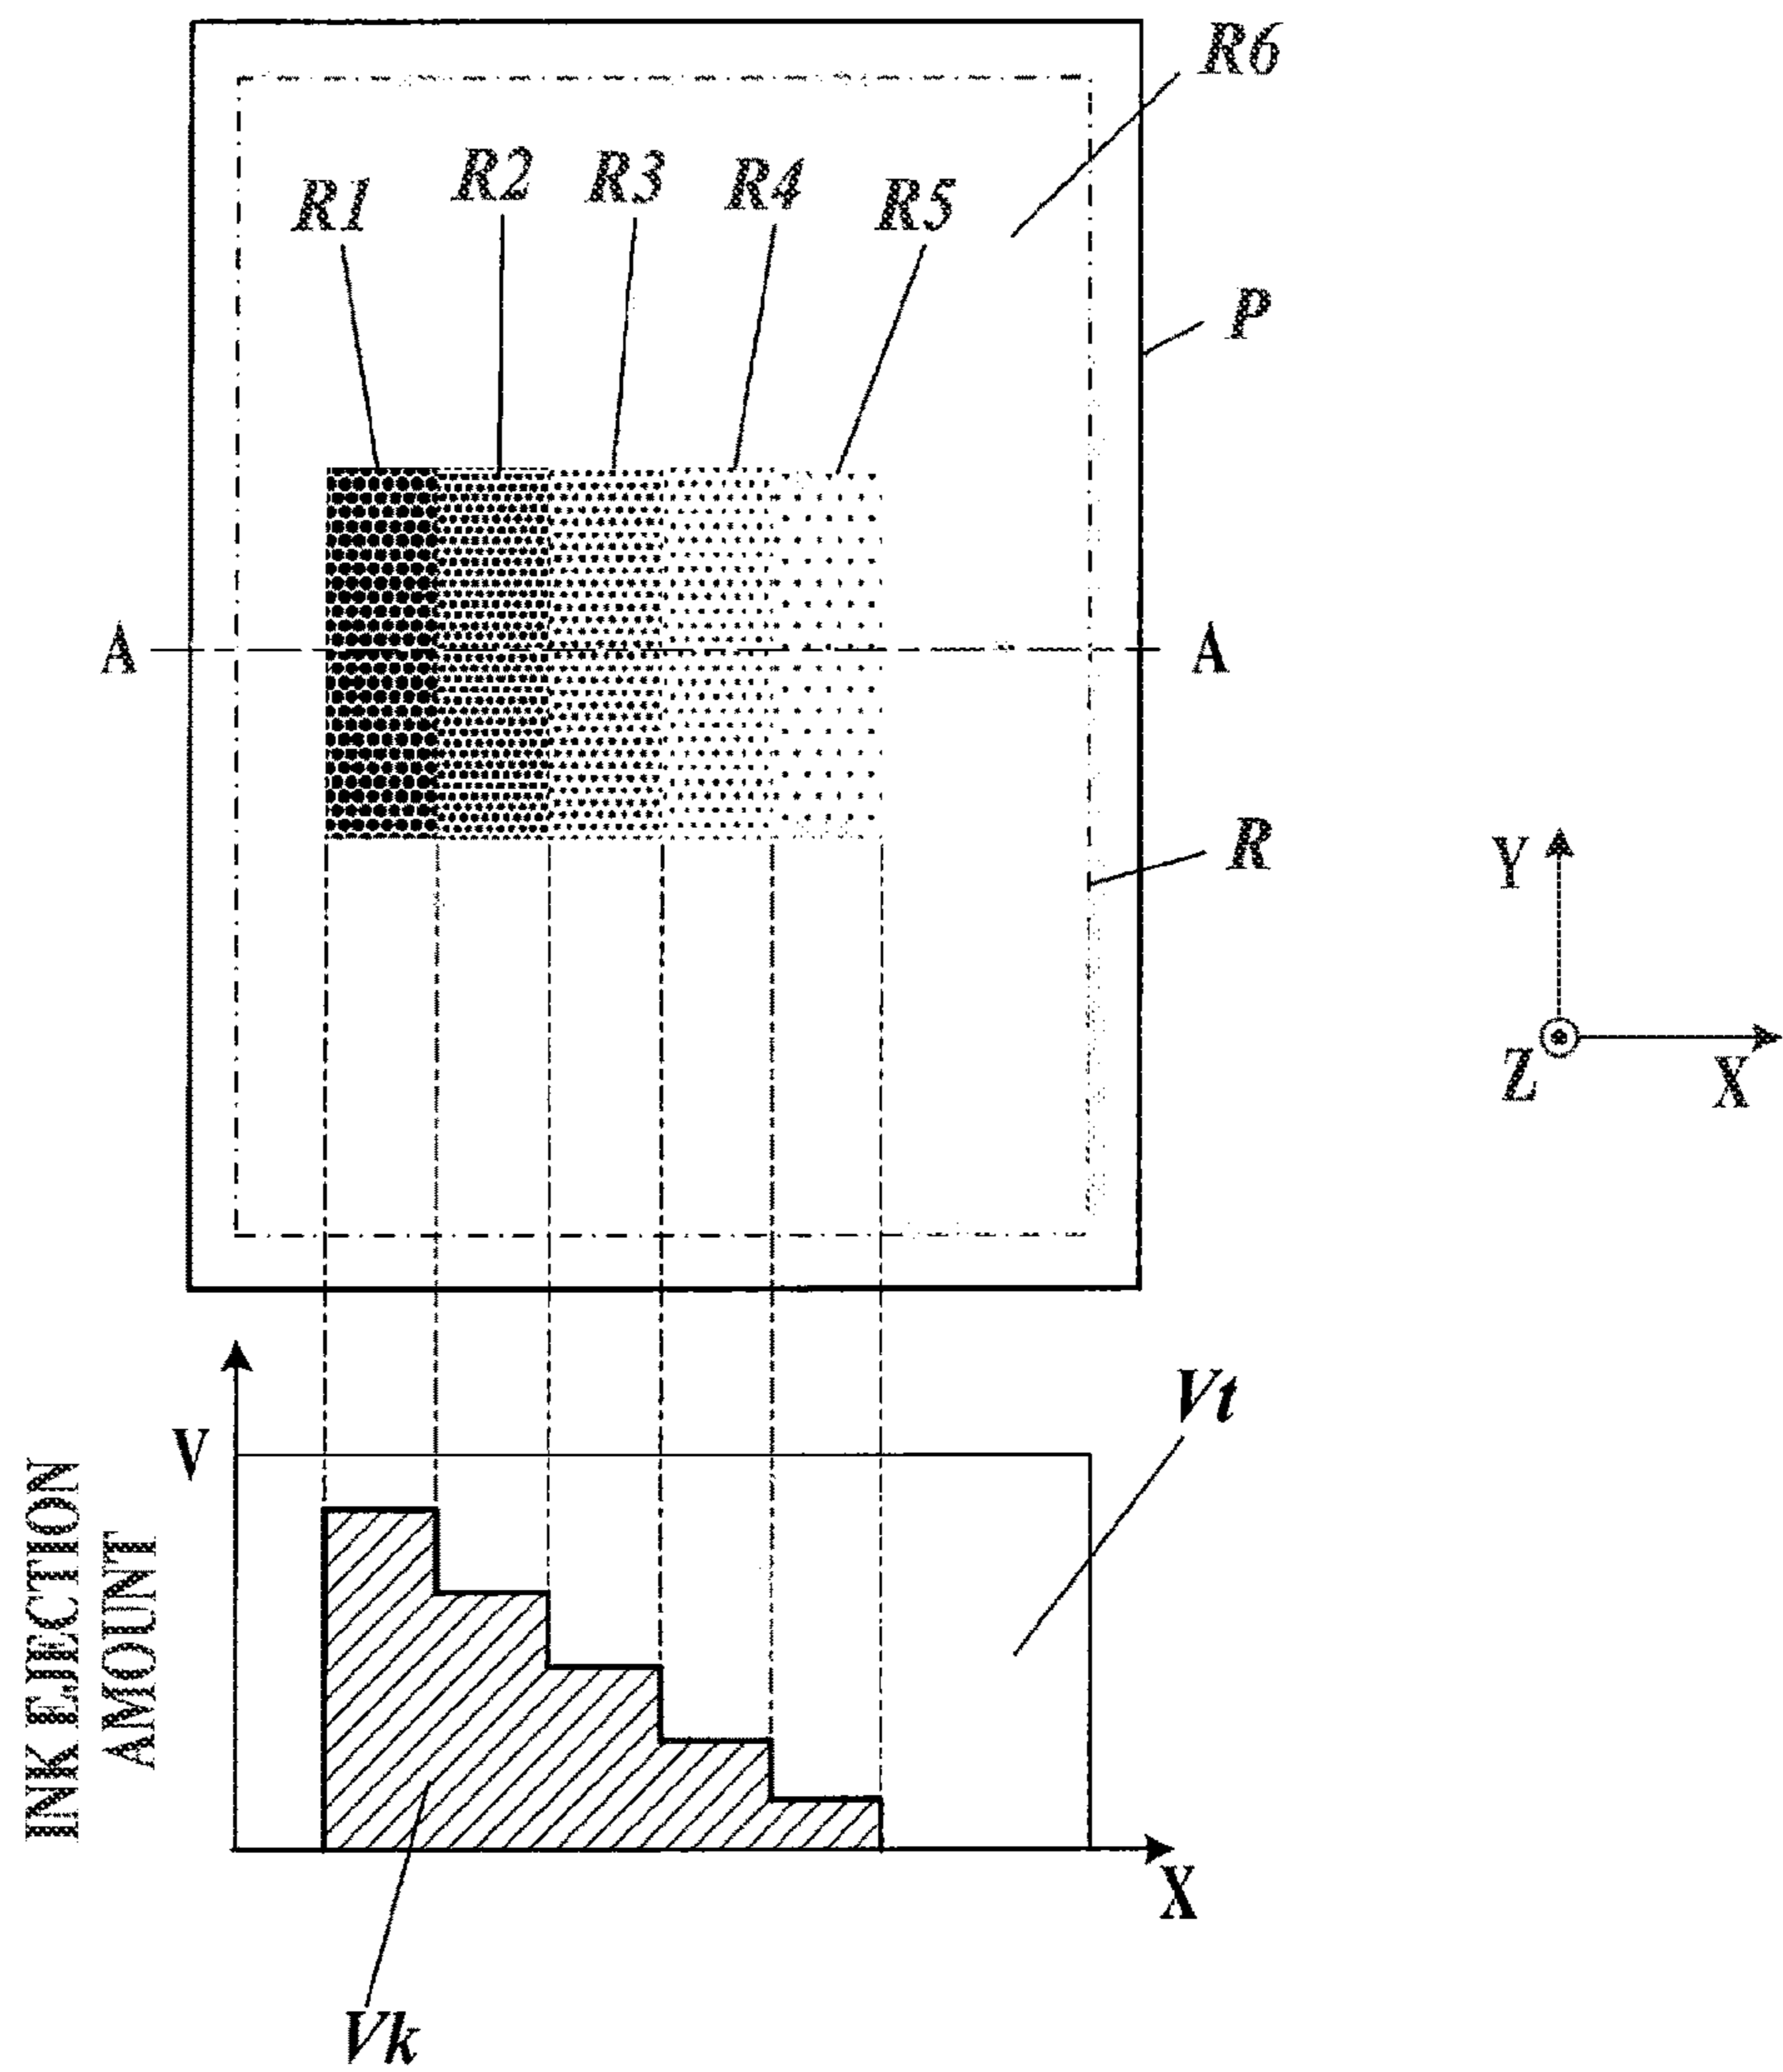 R6
R1 R2 R3 R4 R5
P
A A
R
Y
Z X
V
Vt
INK EJECTION
AMOUNT
X
Vk